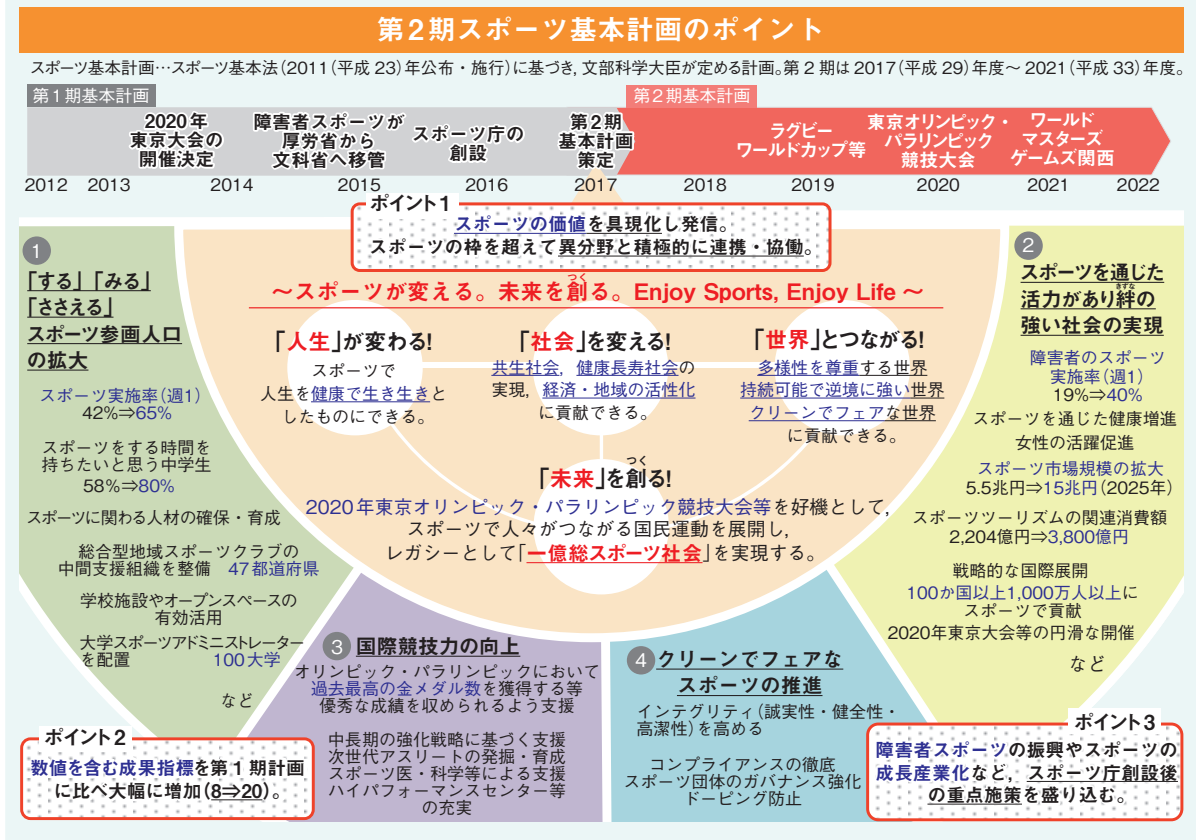 第2期スポーツ基本計画のポイント
スポーツ基本計画…スポーツ基本法(2011(平成23)年公布・施行)に基づき,文部科学大臣が定める計画。第2期は2017(平成29)年度～2021(平成33)年度。
第1期基本計画
第2期基本計画
2020年
東京大会の
開催決定
障害者スポーツが
厚労省から
文科省へ移管
スポーツ庁の
創設
第2期
基本計画
策定
ラグビー
ワールドカップ等
東京オリンピック・
パラリンピック
競技大会
ワールド
マスターズ
ゲームズ関西
2012 2013 2014 2015 2016 2017 2018 2019 2020 2021 2022
ポイント1
スポーツの価値を具現化し発信。
スポーツの枠を超えて異分野と積極的に連携・協働。
つく
～スポーツが変える。未来を創る。Enjoy Sports, Enjoy Life～
「人生」が変わる!
スポーツで
人生を健康で生き生きと
したものにできる。
「社会」を変える!
共生社会,健康長寿社会の
実現,経済・地域の活性化
に貢献できる。
「世界」とつながる!
多様性を尊重する世界
持続可能で逆境に強い世界
クリーンでフェアな世界
に貢献できる。
つく
「未来」を創る!
2020年東京オリンピック・パラリンピック競技大会等を好機として,
スポーツで人々がつながる国民運動を展開し,
レガシーとして「一億総スポーツ社会」を実現する。
1
「する」「みる」
「ささえる」
スポーツ参画人口
の拡大
スポーツ実施率(週1)
42%⇒65%
スポーツをする時間を
持ちたいと思う中学生
58%⇒80%
スポーツに関わる人材の確保・育成
総合型地域スポーツクラブの
中間支援組織を整備 47都道府県
学校施設やオープンスペースの
有効活用
大学スポーツアドミニストレーター
を配置 100大学
など
2
スポーツを通じた
きずな
活力があり絆の
強い社会の実現
障害者のスポーツ
実施率(週1)
19%⇒40%
スポーツを通じた健康増進
女性の活躍促進
スポーツ市場規模の拡大
5.5兆円⇒15兆円(2025年)
スポーツツーリズムの関連消費額
2,204億円⇒3,800億円
戦略的な国際展開
100か国以上1,000万人以上に
スポーツで貢献
2020年東京大会等の円滑な開催
など
3 国際競技力の向上
オリンピック・パラリンピックにおいて
過去最高の金メダル数を獲得する等
優秀な成績を収められるよう支援
中長期の強化戦略に基づく支援
次世代アスリートの発掘・育成
スポーツ医・科学等による支援
ハイパフォーマンスセンター等
の充実
4 クリーンでフェアな
スポーツの推進
インテグリティ(誠実性・健全性・
高潔性)を高める
コンプライアンスの徹底
スポーツ団体のガバナンス強化
ドーピング防止
ポイント2
数値を含む成果指標を第1期計画
に比べ大幅に増加(8⇒20)。
ポイント3
障害者スポーツの振興やスポーツの
成長産業化など,スポーツ庁創設後
の重点施策を盛り込む。